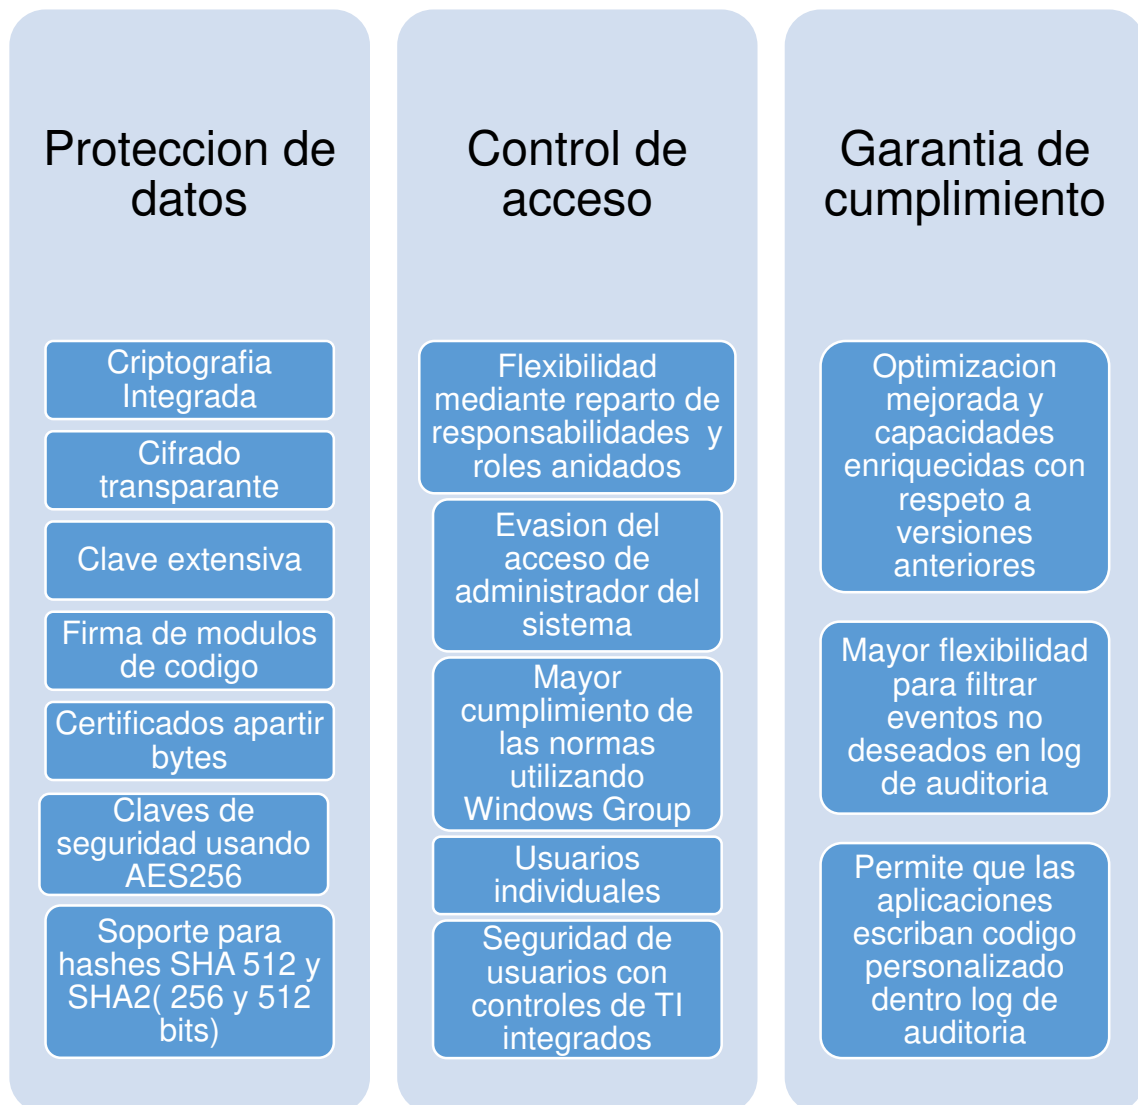 Proteccion de
datos
Criptografia
Integrada
Cifrado
transparante
Clave extensiva
Firma de modulos
de codigo
Certificados apartir
bytes
Claves de
seguridad usando
AES256
Soporte para
hashes SHA 512 y
SHA2( 256 y 512
bits)
Control de
acceso
Flexibilidad
mediante reparto de
responsabilidades y
roles anidados
Evasion del
acceso de
administrador del
sistema
Mayor
cumplimiento de
las normas
utilizando
Windows Group
Usuarios
individuales
Seguridad de
usuarios con
controles de TI
integrados
Garantia de
cumplimiento
Optimizacion
mejorada y
capacidades
enriquecidas con
respeto a
versiones
anteriores
Mayor flexibilidad
para filtrar
eventos no
deseados en log
de auditoria
Permite que las
aplicaciones
escriban codigo
personalizado
dentro log de
auditoria